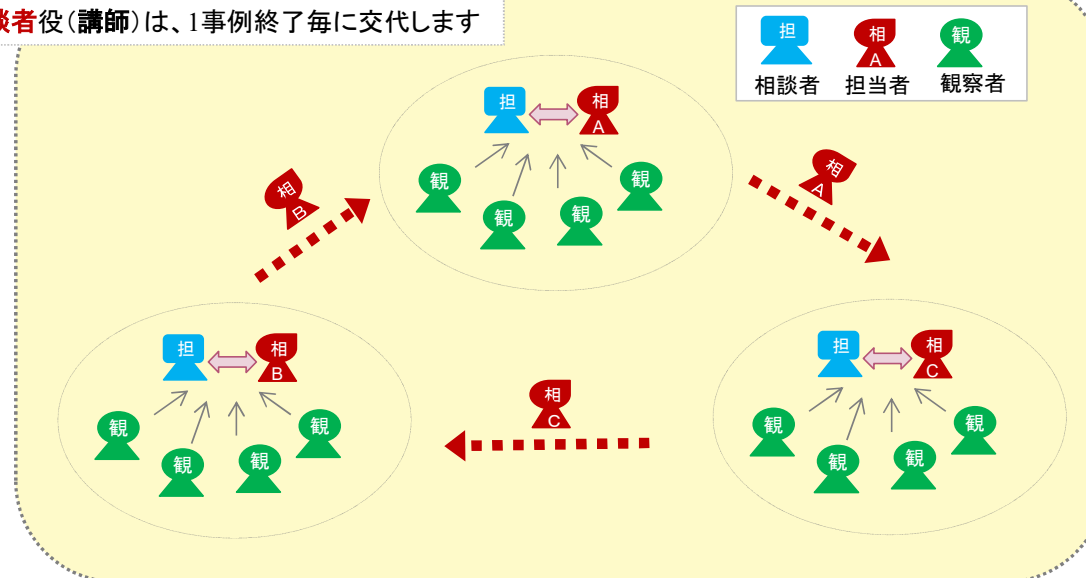 談者役（講師）は、1事例終了毎に交代します
担 相 A 観
相談者 担当者 観察者
担 相 A
観 観 観 観
相 B
相 A
担 相 B
観 観 観 観
相 C
担 相 C
観 観 観 観